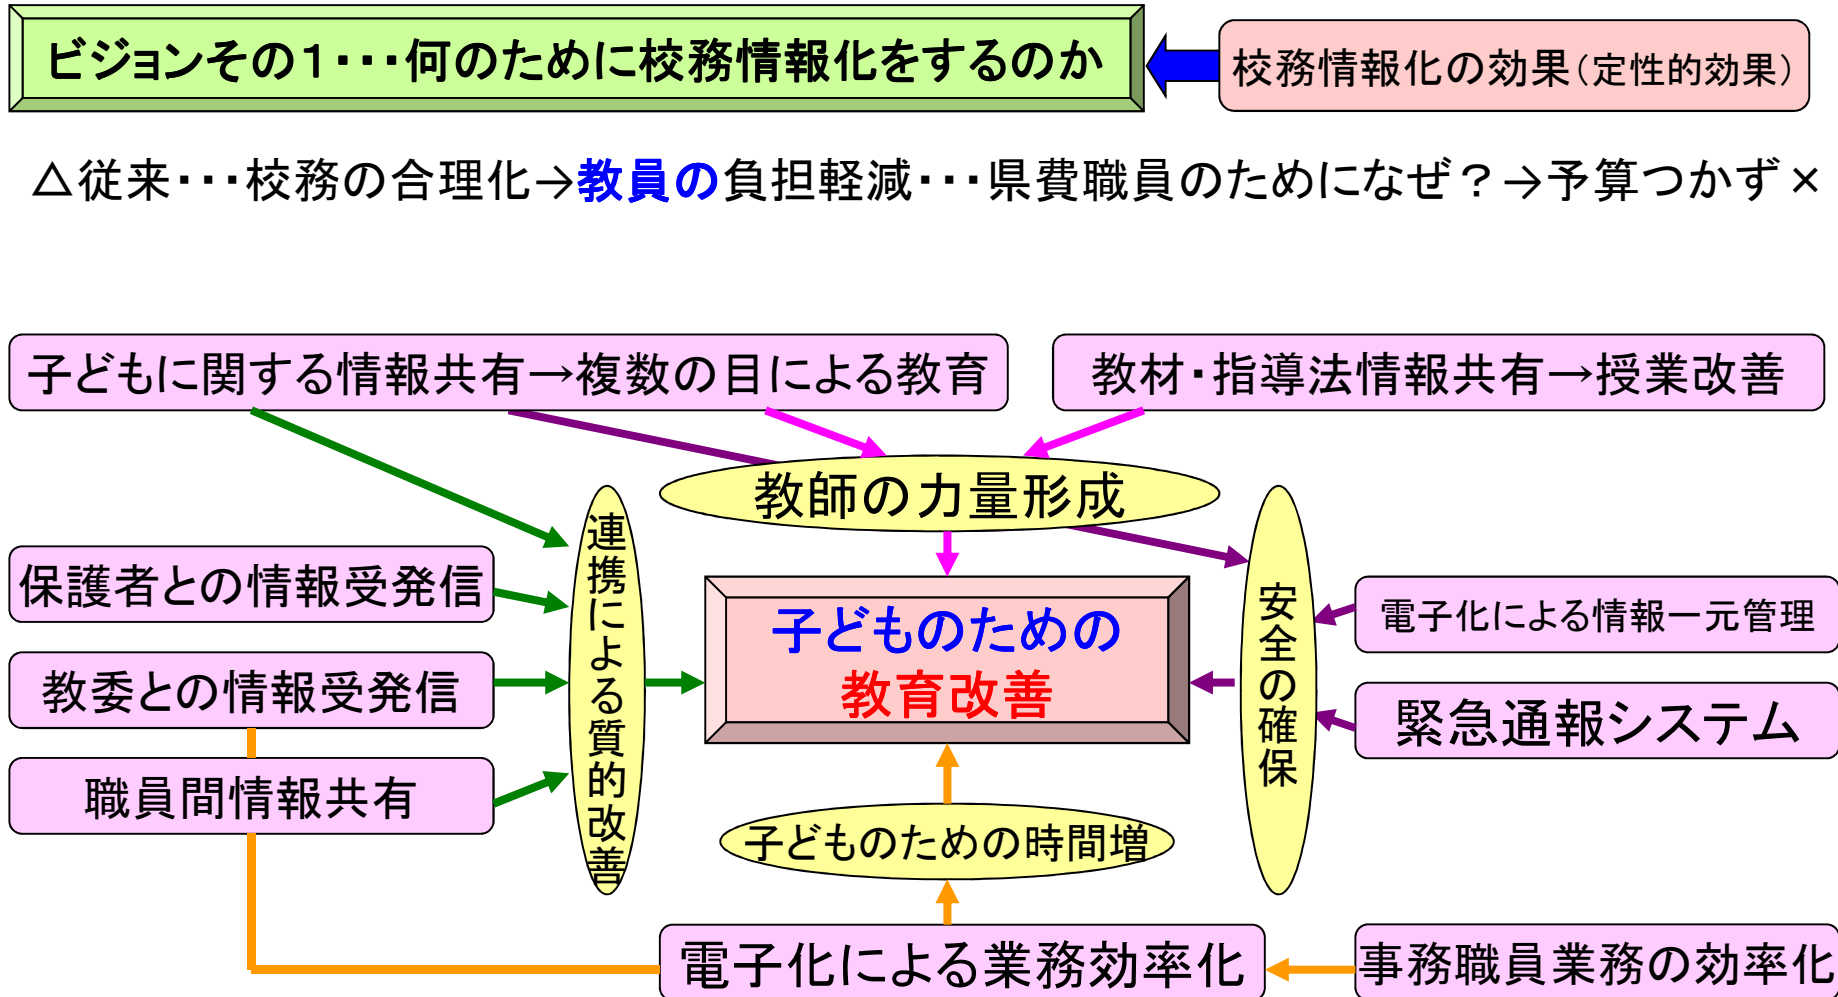 ビジョンその１・・・何のために校務情報化をするのか
校務情報化の効果（定性的効果）
△従来・・・校務の合理化→教員の負担軽減・・・県費職員のためになぜ？→予算つかず×
子どもに関する情報共有→複数の目による教育
教材・指導法情報共有→授業改善
教師の力量形成
連携による質的改善
保護者との情報受発信
教委との情報受発信
職員間情報共有
子どものための
教育改善
安全の確保
電子化による情報一元管理
緊急通報システム
子どものための時間増
電子化による業務効率化
事務職員業務の効率化